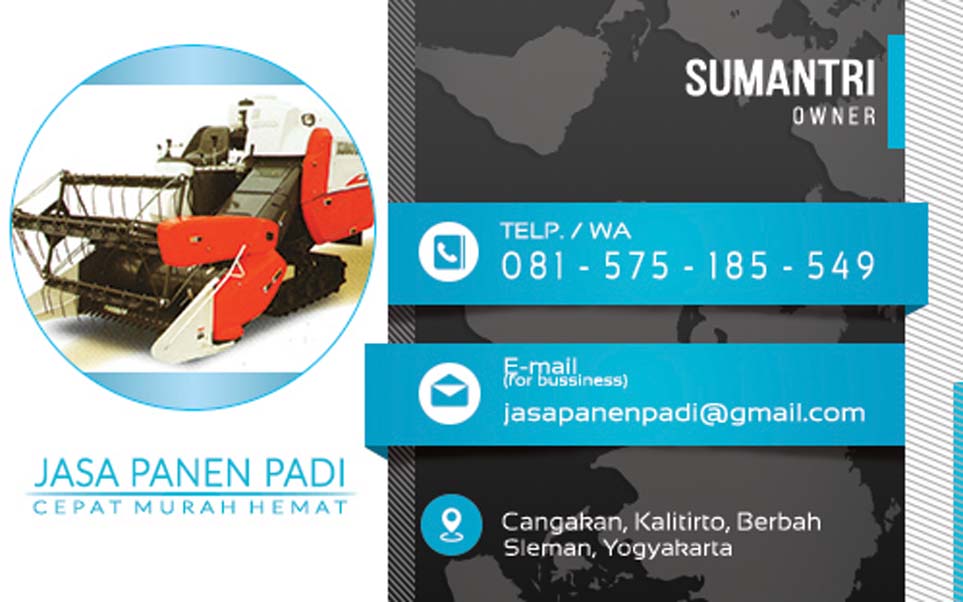 SUMANTRI
OWNER
TELP. / WA
081 - 575 - 185 - 549
E-mail
(for bussiness)
jasapanenpadi@gmail.com
Cangakan, Kalitirto, Berbah
Sleman, Yogyakarta
JASA PANEN PADI
CEPAT MURAH HEMAT